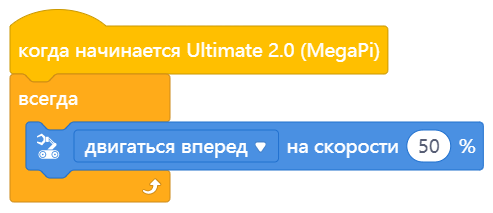 когда начинается Ultimate 2.0 (MegaPi)
всегда
двигаться вперед на скорости 50 %